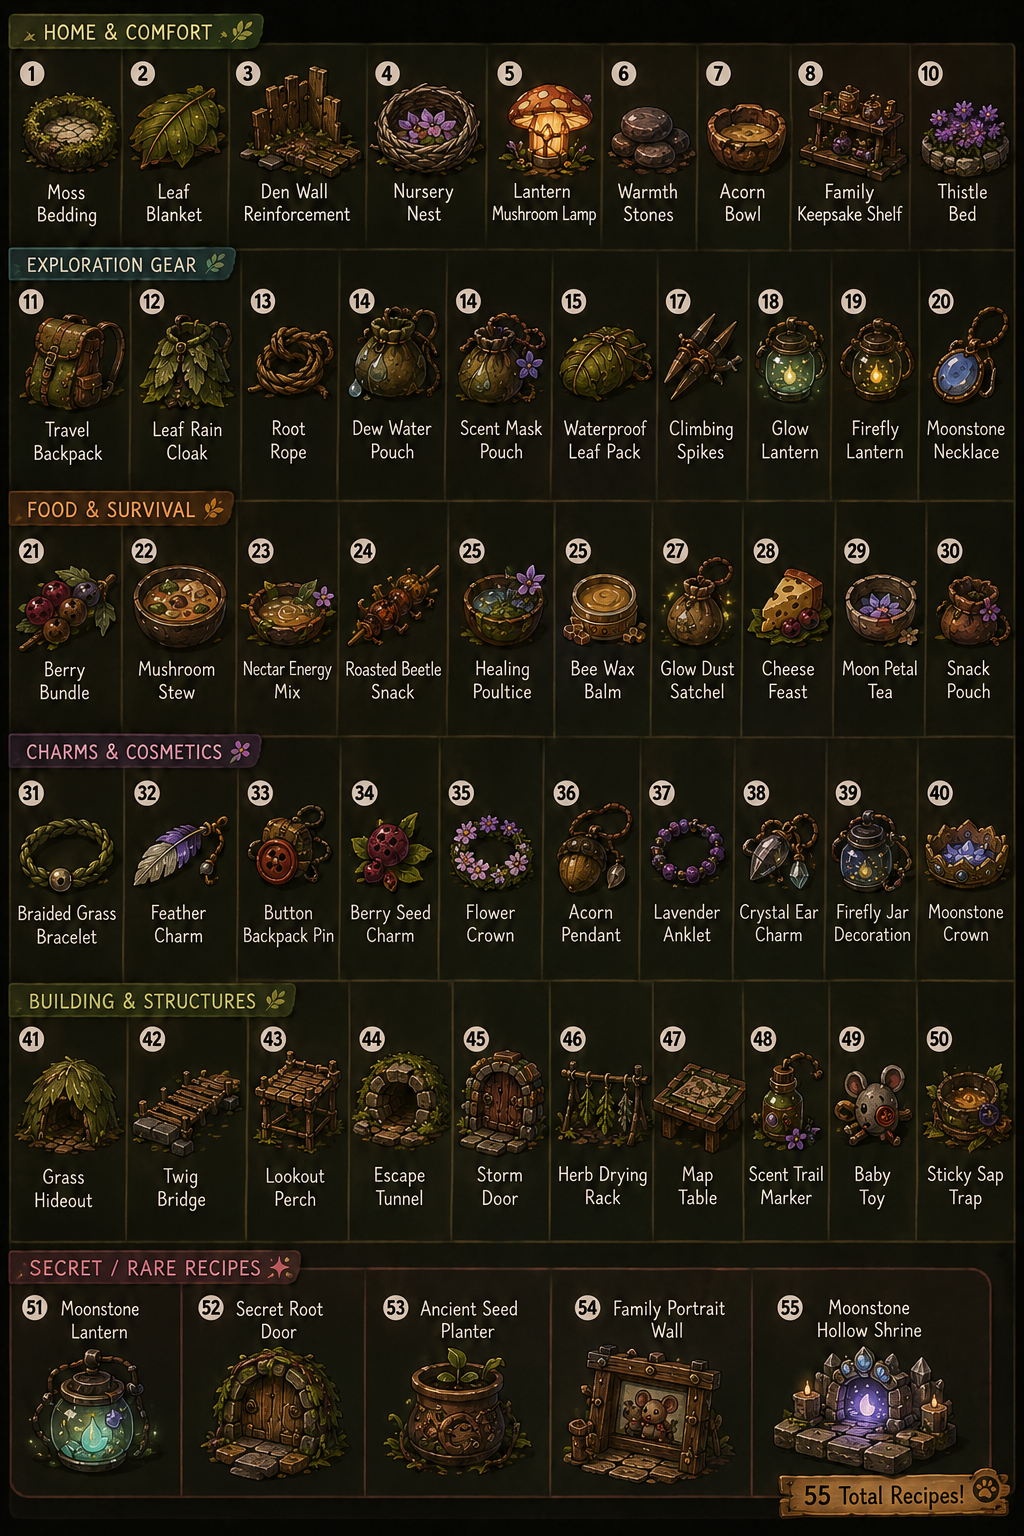 HOME & COMFORT
1
2
3
4
5
6
7
8
10
Moss
Bedding
Leaf
Blanket
Den Wall
Reinforcement
Nursery
Nest
Lantern
Mushroom Lamp
Warmth
Stones
Acorn
Bowl
Family
Keepsake Shelf
Thistle
Bed
EXPLORATION GEAR
11
12
13
14
14
15
17
18
19
20
Travel
Backpack
Leaf Rain
Cloak
Root
Rope
Dew Water
Pouch
Scent Mask
Pouch
Waterproof
Leaf Pack
Climbing
Spikes
Glow
Lantern
Firefly
Lantern
Moonstone
Necklace
FOOD & SURVIVAL
21
22
23
24
25
25
27
28
29
30
Berry
Bundle
Mushroom
Stew
Nectar Energy
Mix
Roasted Beetle
Snack
Healing
Poultice
Bee Wax
Balm
Glow Dust
Satchel
Cheese
Feast
Moon Petal
Tea
Snack
Pouch
CHARMS & COSMETICS
31
32
33
34
35
36
37
38
39
40
Braided Grass
Bracelet
Feather
Charm
Button
Backpack Pin
Berry Seed
Charm
Flower
Crown
Acorn
Pendant
Lavender
Anklet
Crystal Ear
Charm
Firefly Jar
Decoration
Moonstone
Crown
BUILDING & STRUCTURES
41
42
43
44
45
46
47
48
49
50
Grass
Hideout
Twig
Bridge
Lookout
Perch
Escape
Tunnel
Storm
Door
Herb Drying
Rack
Map
Table
Scent Trail
Marker
Baby
Toy
Sticky Sap
Trap
SECRET / RARE RECIPES
51 Moonstone
Lantern
52 Secret Root
Door
53 Ancient Seed
Planter
54 Family Portrait
Wall
55 Moonstone
Hollow Shrine
55 Total Recipes!